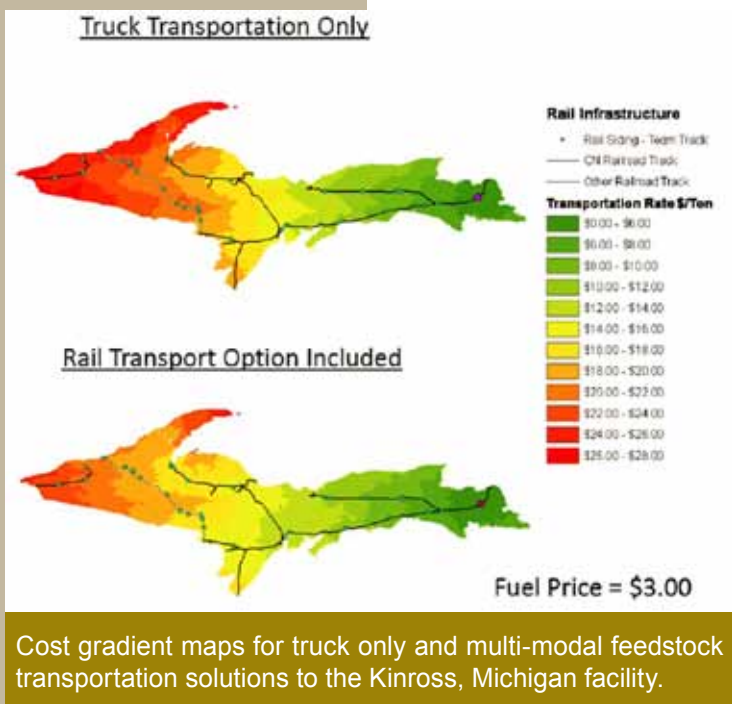 Truck Transportation Only
Rail Infrastructure
Rail Siding - Team Track
CN Railroad Track
Other Railroad Track
Transportation Rate $/Ton
$0.00 - $6.00
$6.00 - $8.00
$8.00 - $10.00
$10.00 - $12.00
$12.00 - $14.00
$14.00 - $16.00
$16.00 - $18.00
$18.00 - $20.00
$20.00 - $22.00
$22.00 - $24.00
$24.00 - $26.00
$26.00 - $28.00
Rail Transport Option Included
Fuel Price = $3.00
Cost gradient maps for truck only and multi-modal feedstock
transportation solutions to the Kinross, Michigan facility.